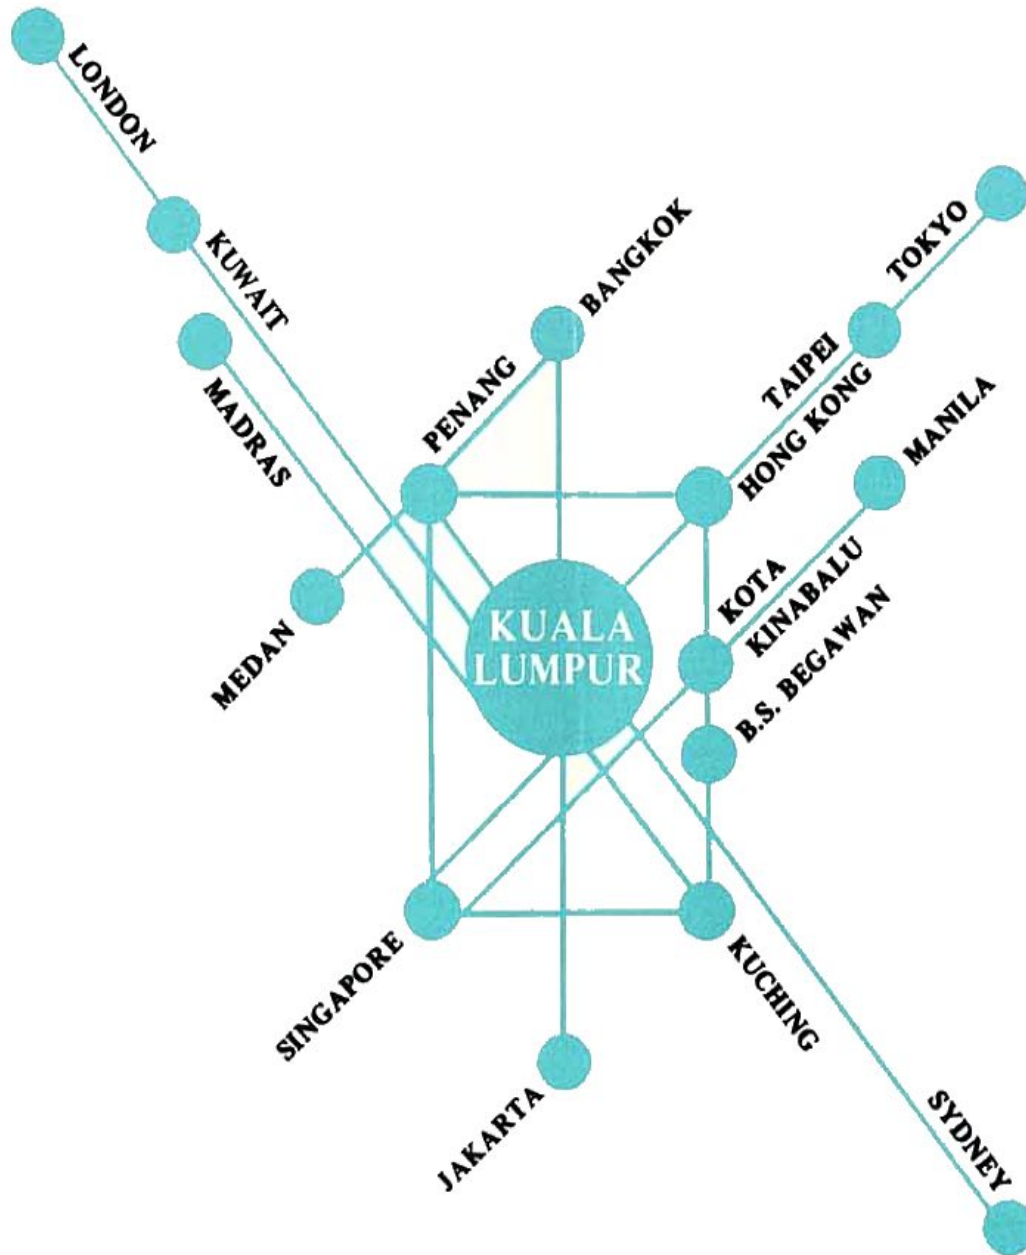 LONDON
KUWAIT
MADRAS
BANGKOK
PENANG
TOKYO
TAIPEI
HONG KONG
MANILA
KOTA
KINABALU
B.S. BEGAWAN
MEDAN
KUALA
LUMPUR
SINGAPORE
KUCHING
JAKARTA
SYDNEY